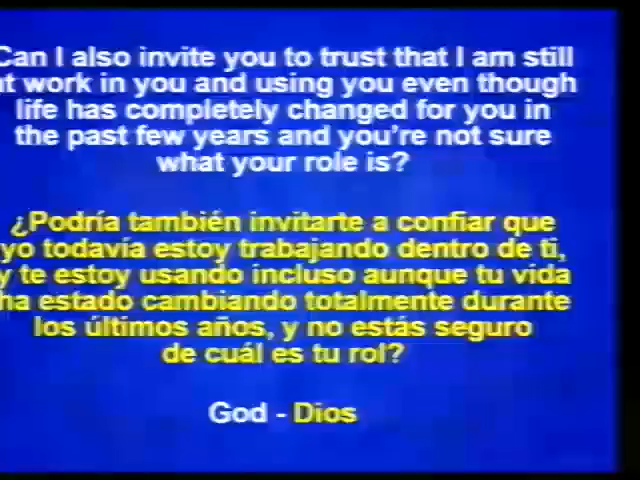 Can I also invite you to trust that I am still
at work in you and using you even though
life has completely changed for you in
the past few years and you're not sure
what your role is?
¿Podría también invitarte a confiar que
yo todavía estoy trabajando dentro de ti,
y te estoy usando incluso aunque tu vida
ha estado cambiando totalmente durante
los últimos años, y no estás seguro
de cuál es tu rol?
God - Dios